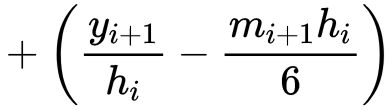 $+ \left( \frac{y_{i+1}}{h_i} - \frac{m_{i+1} h_i}{6} \right)$